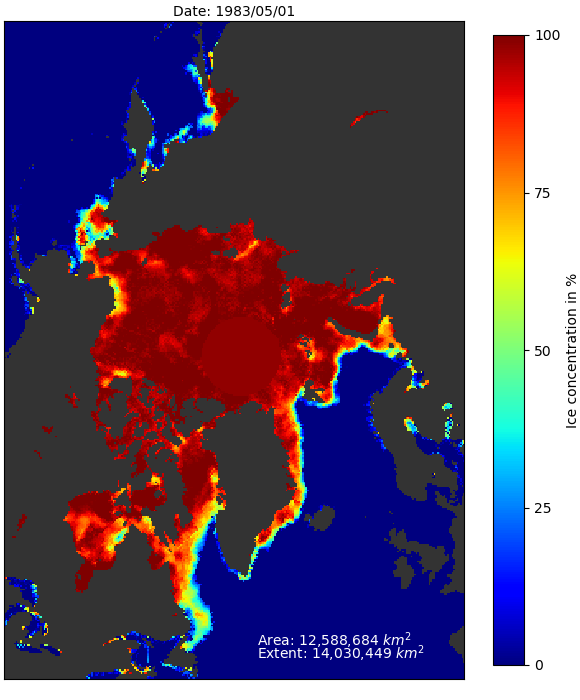 Date: 1983/05/01
100
75
50
25
0
Ice concentration in %
Area: 12,588,684 km²
Extent: 14,030,449 km²